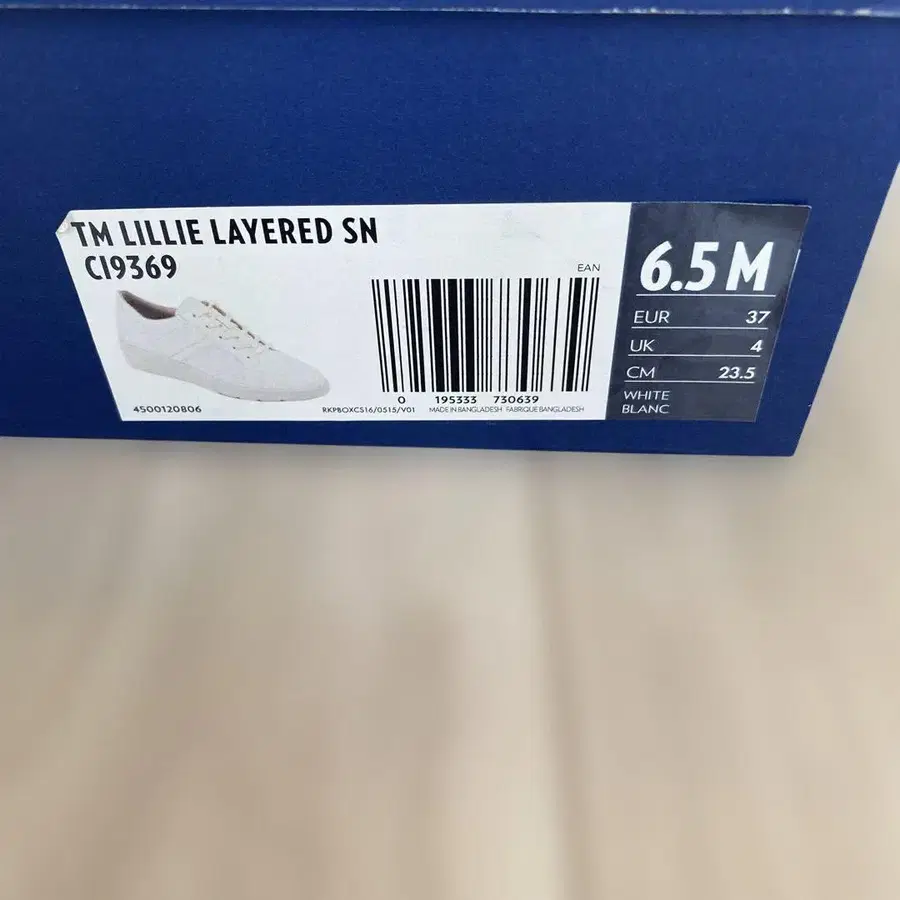 TM LILLIE LAYERED SN
CI9369
EAN
0 195333 730639
4500120806
RKPBOXCS16/0515/V01 MADE IN BANGLADESH FABRIQUE BANGLADESH
6.5 M
EUR 37
UK 4
CM 23.5
WHITE
BLANC